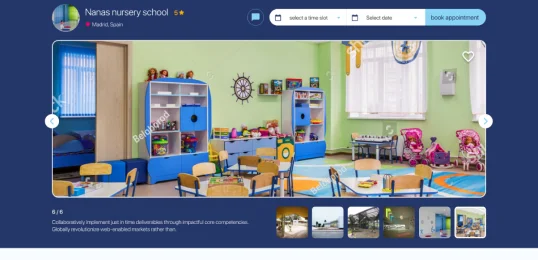 Nanas nursery school 5
Madrid, Spain
select a time slot
Select date
book appointment
Belobrood
6 / 6
Collaboratively implement just in time deliverables through impactful core competencies.
Globally revolutionize web-enabled markets rather than.